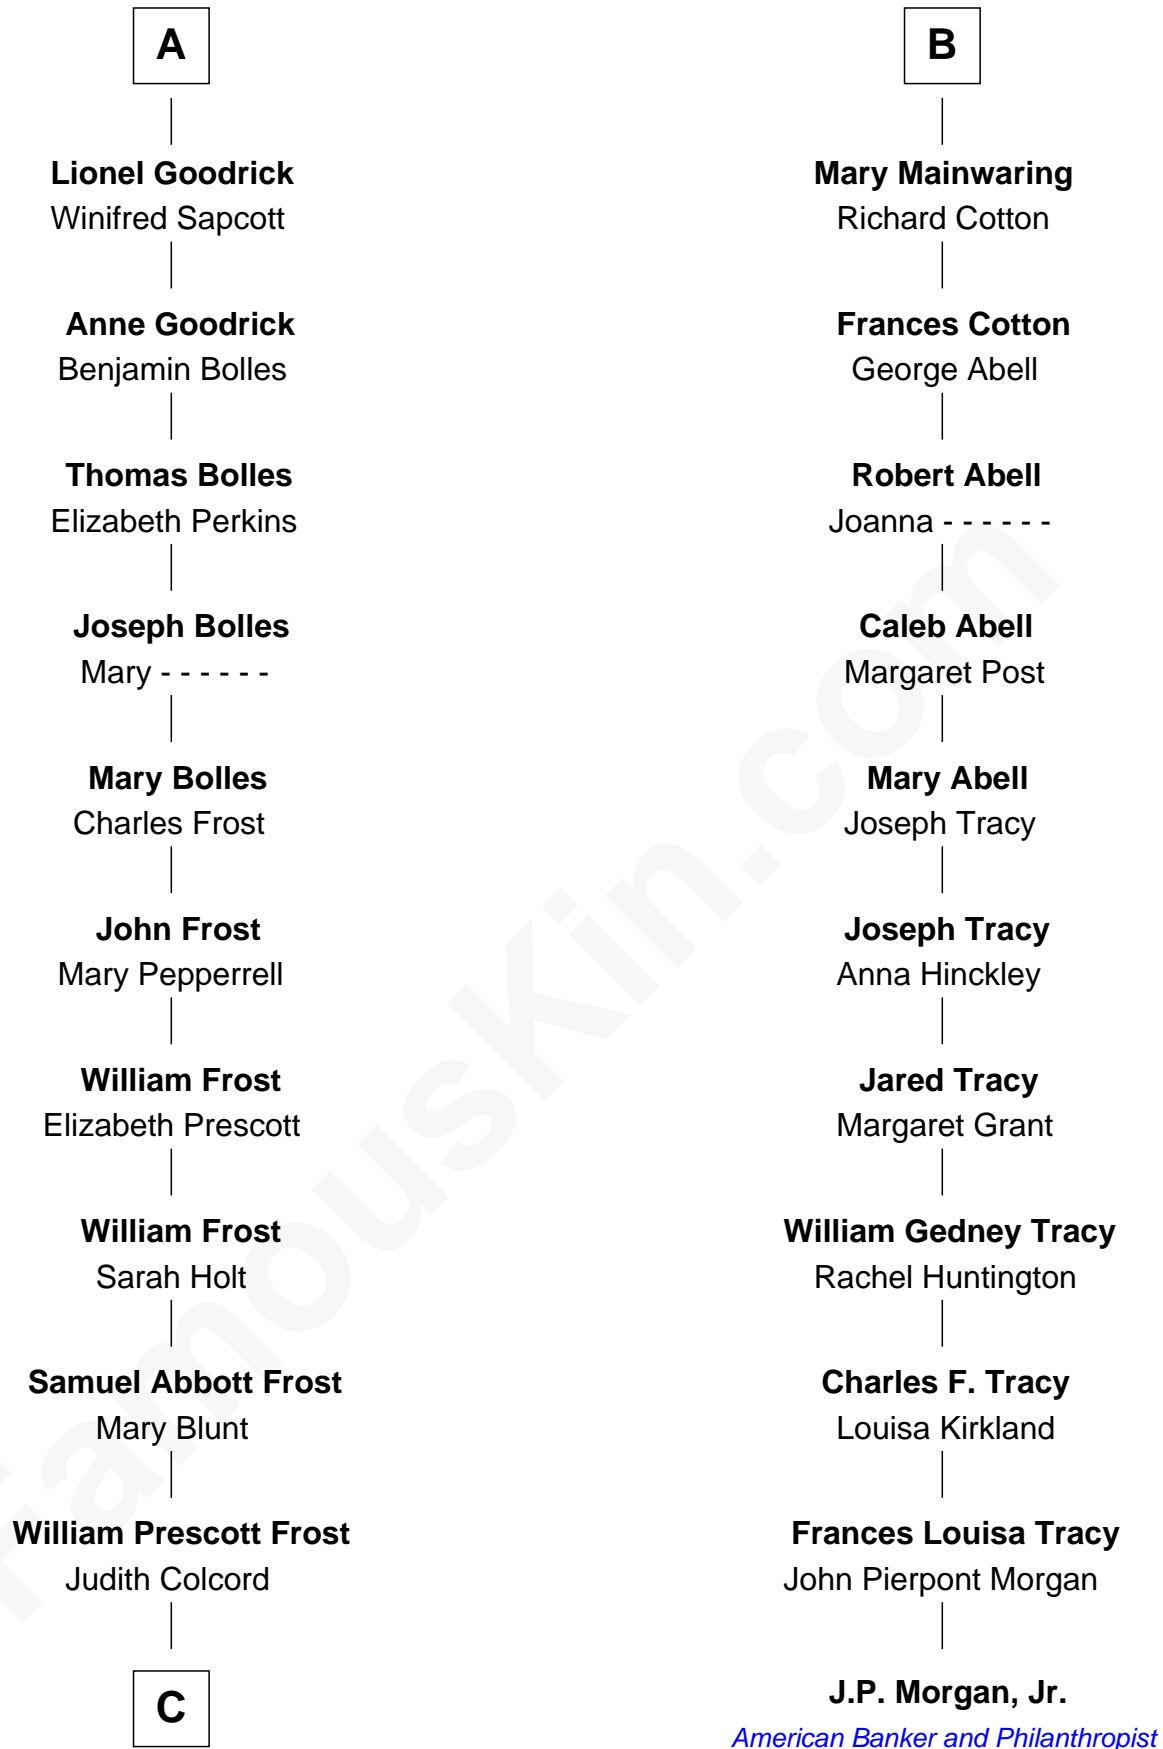 A
Lionel Goodrick
Winifred Sapcott
Anne Goodrick
Benjamin Bolles
Thomas Bolles
Elizabeth Perkins
Joseph Bolles
Mary - - - - - -
Mary Bolles
Charles Frost
John Frost
Mary Pepperrell
William Frost
Elizabeth Prescott
William Frost
Sarah Holt
Samuel Abbott Frost
Mary Blunt
William Prescott Frost
Judith Colcord
C
B
Mary Mainwaring
Richard Cotton
Frances Cotton
George Abell
Robert Abell
Joanna - - - - - -
Caleb Abell
Margaret Post
Mary Abell
Joseph Tracy
Joseph Tracy
Anna Hinckley
Jared Tracy
Margaret Grant
William Gedney Tracy
Rachel Huntington
Charles F. Tracy
Louisa Kirkland
Frances Louisa Tracy
John Pierpont Morgan
J.P. Morgan, Jr.
American Banker and Philanthropist
FamousKin.com